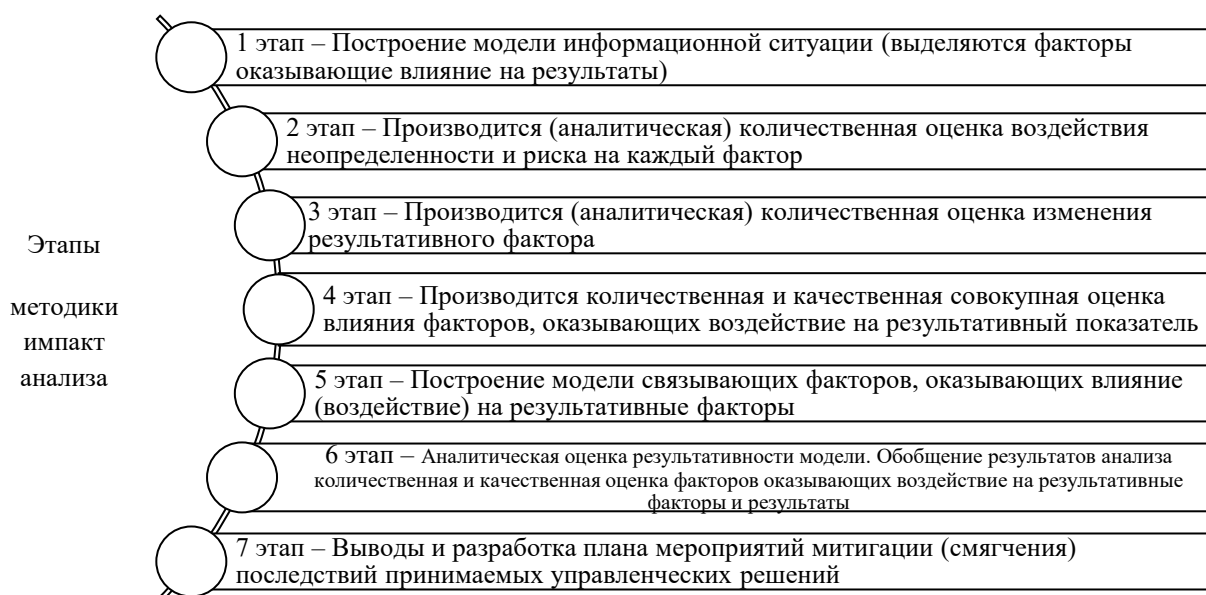 1 этап – Построение модели информационной ситуации (выделяются факторы
оказывающие влияние на результаты)
2 этап – Производится (аналитическая) количественная оценка воздействия
неопределенности и риска на каждый фактор
3 этап – Производится (аналитическая) количественная оценка изменения
результативного фактора
Этапы
методики
импакт
анализа
4 этап – Производится количественная и качественная совокупная оценка
влияния факторов, оказывающих воздействие на результативный показатель
5 этап – Построение модели связывающих факторов, оказывающих влияние
(воздействие) на результативные факторы
6 этап – Аналитическая оценка результативности модели. Обобщение результатов анализа
количественная и качественная оценка факторов оказывающих воздействие на результативные
факторы и результаты
7 этап – Выводы и разработка плана мероприятий митигации (смягчения)
последствий принимаемых управленческих решений